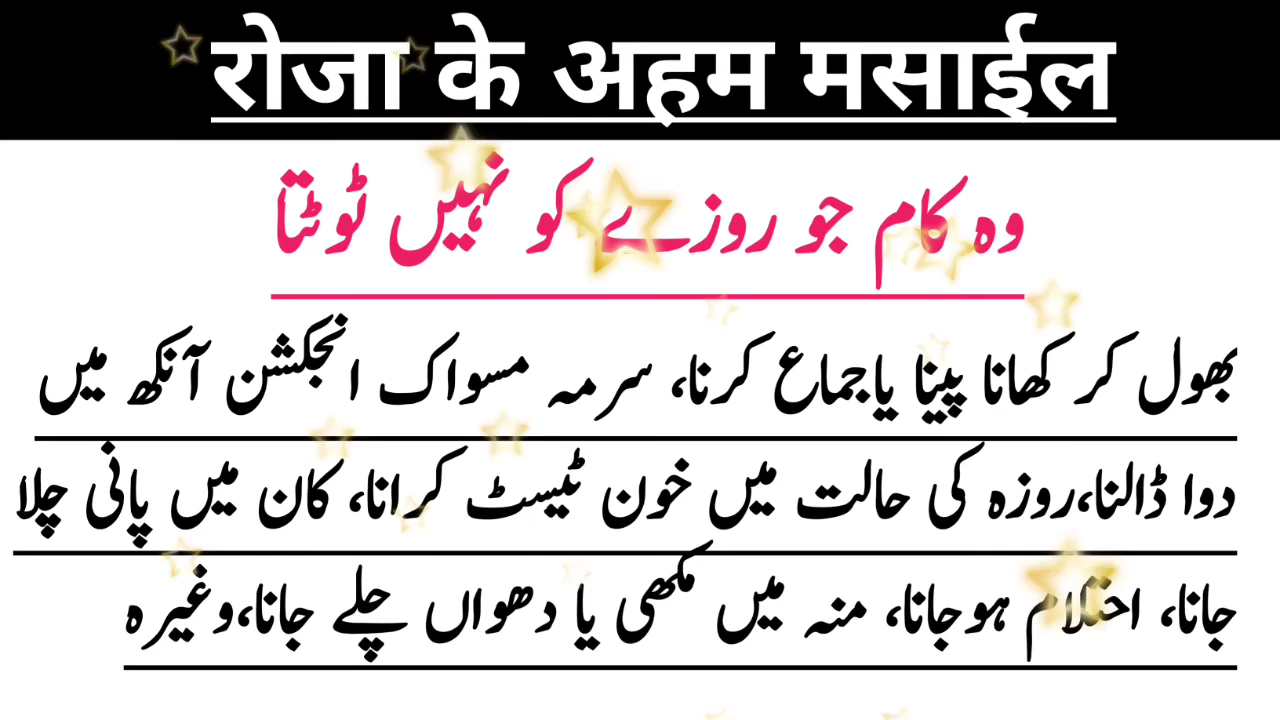 रोजा के अहम मसाईल
وہ کام جو روزے کو نہیں ٹوٹتا
بھول کر کھانا پینا یا جماع کرنا، سرمہ مسواک انجکشن آنکھ میں
دوا ڈالنا،روزہ کی حالت میں خون ٹیسٹ کرانا، کان میں پانی چلا
جانا، احتلام ہوجانا، منہ میں مکھی یا دھواں چلے جانا،وغیرہ